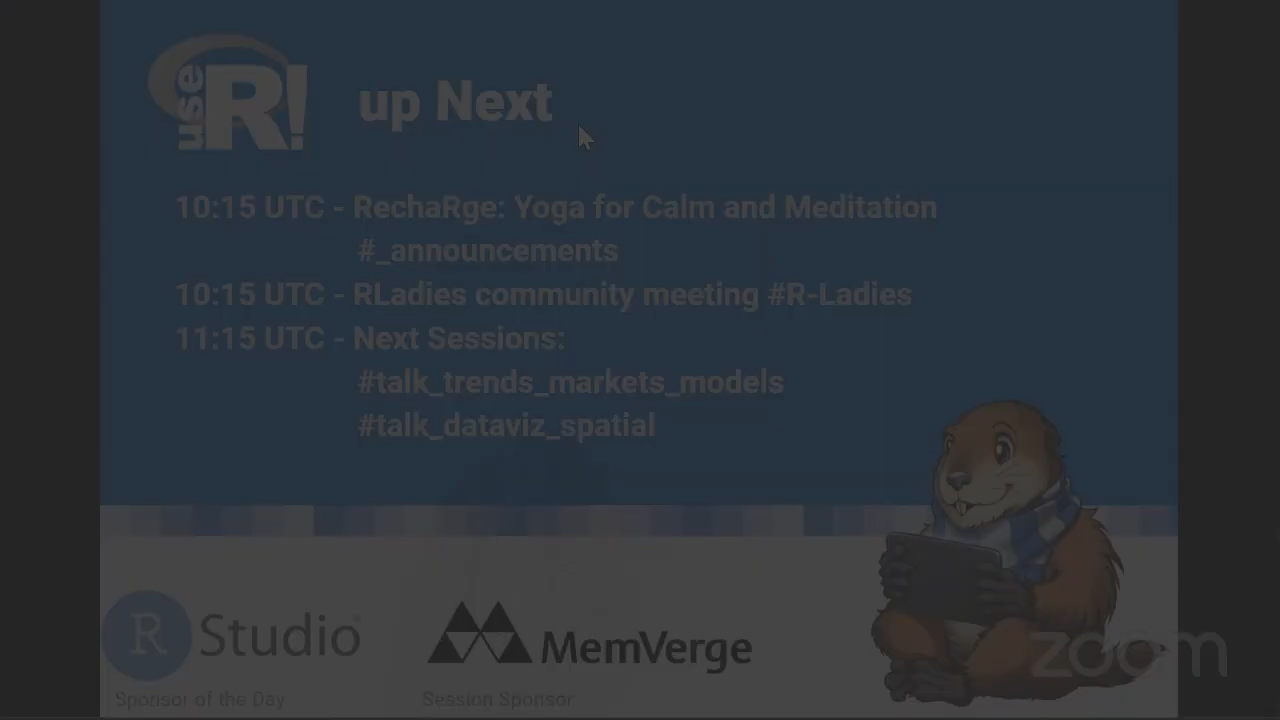 use R!
up Next
10:15 UTC - RechaRge: Yoga for Calm and Meditation
#_announcements
10:15 UTC - RLadies community meeting #R-Ladies
11:15 UTC - Next Sessions:
#talk_trends_markets_models
#talk_dataviz_spatial
R Studio
MemVerge
zoom
Sponsor of the Day
Session Sponsor